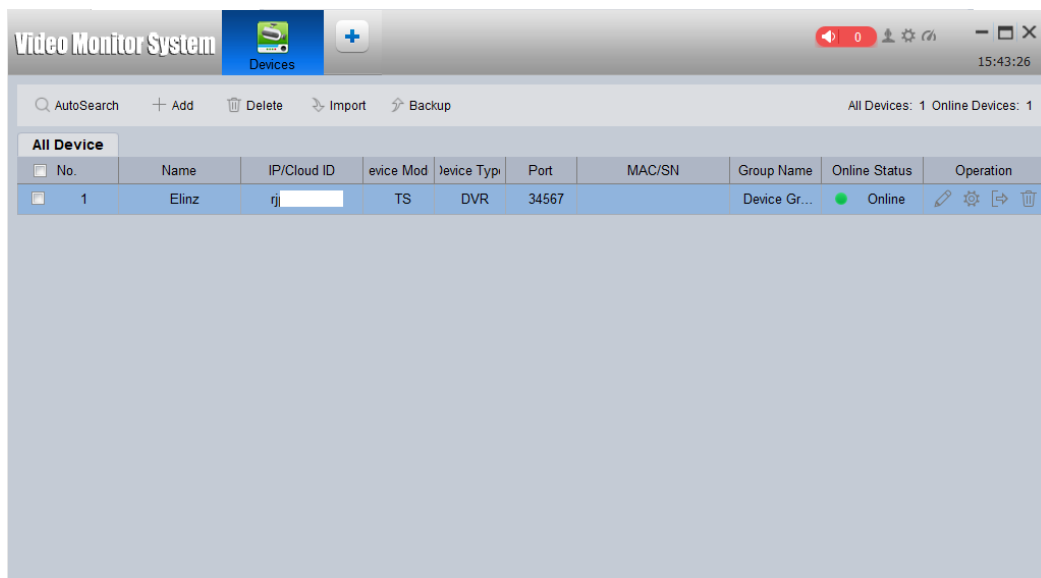 Video Monitor System
Devices
0
15:43:26
AutoSearch Add Delete Import Backup All Devices: 1 Online Devices: 1
All Device
No. Name IP/Cloud ID evice Mod Device Type Port MAC/SN Group Name Online Status Operation
1 Elinz rj TS DVR 34567 Device Gr... Online